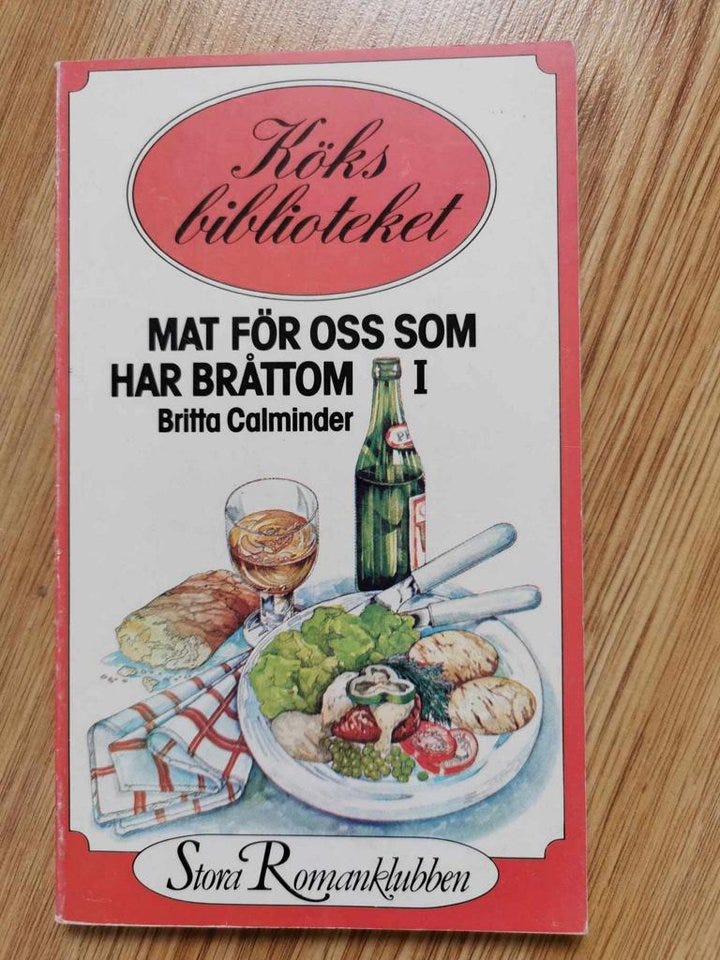 Köks
biblioteket
MAT FÖR OSS SOM
HAR BRÅTTOM I
Britta Calminder
Stora Romanklubben